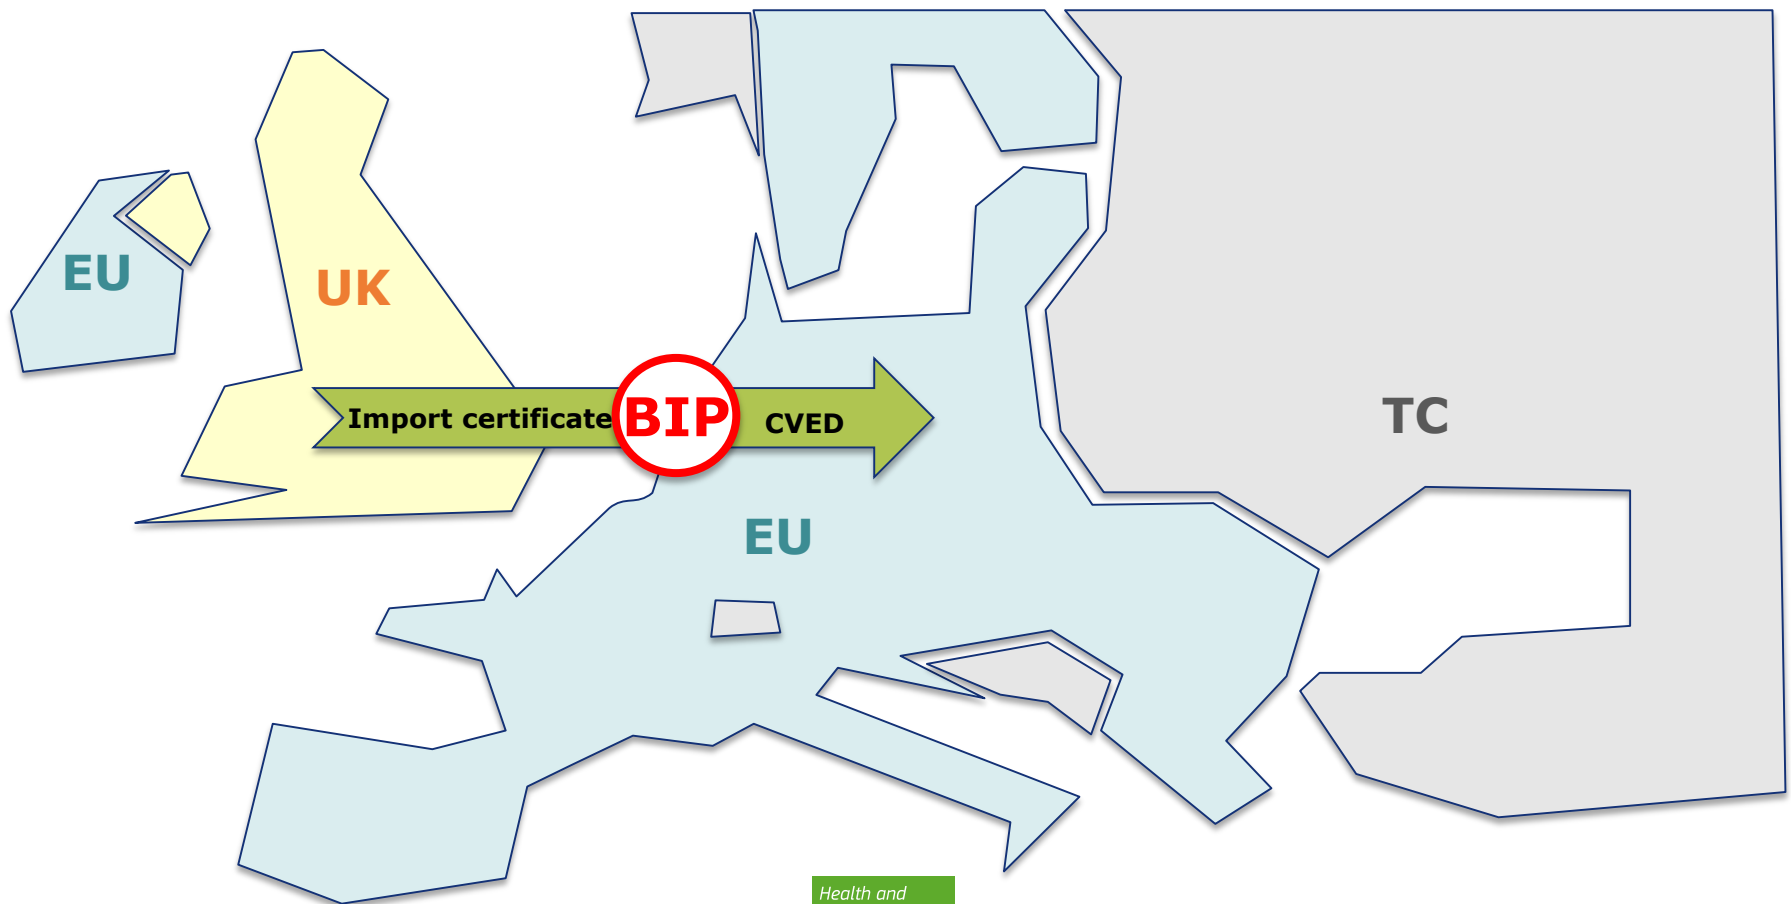 EU
UK
Import certificate
BIP
CVED
TC
EU
Health and